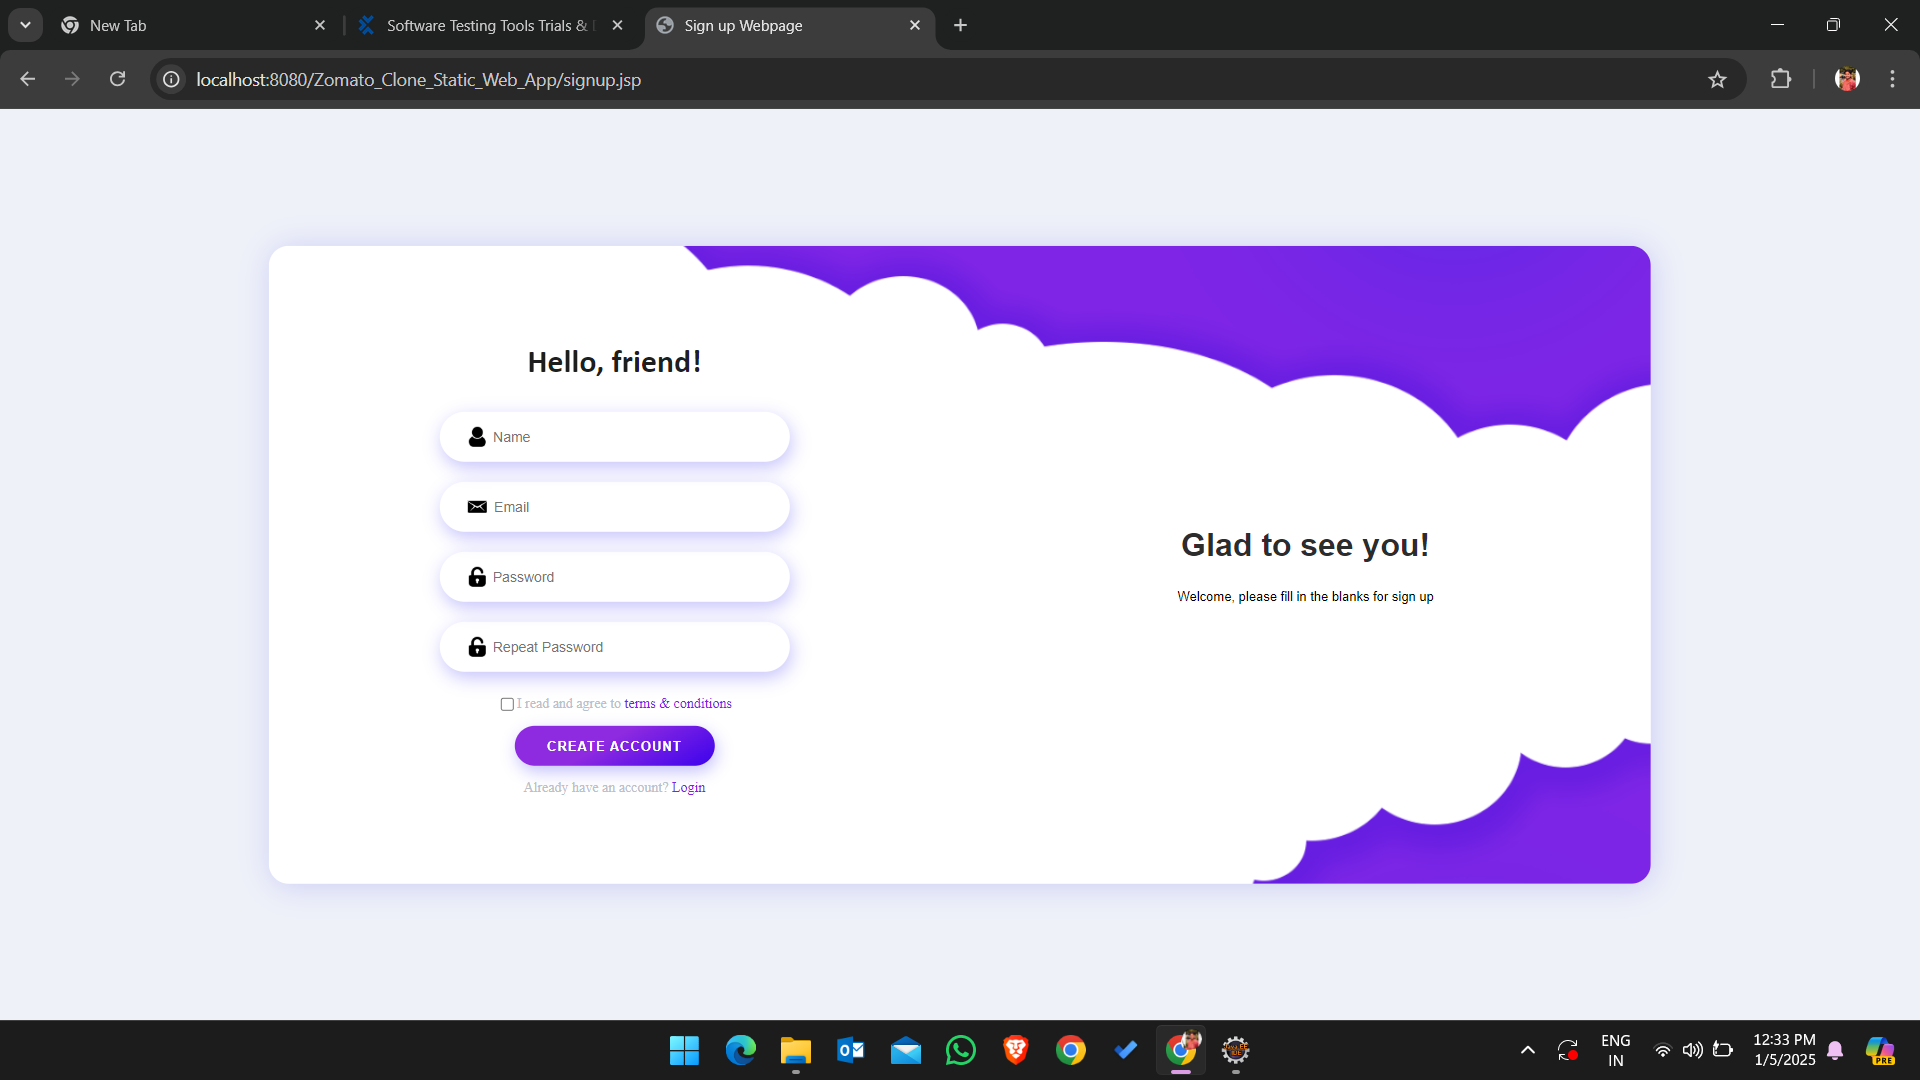 New Tab
Software Testing Tools Trials &
Sign up Webpage
localhost:8080/Zomato_Clone_Static_Web_App/signup.jsp
Hello, friend!
Name
Email
Password
Repeat Password
I read and agree to terms & conditions
CREATE ACCOUNT
Already have an account? Login
Glad to see you!
Welcome, please fill in the blanks for sign up
ENG
IN
12:33 PM
1/5/2025
PRE